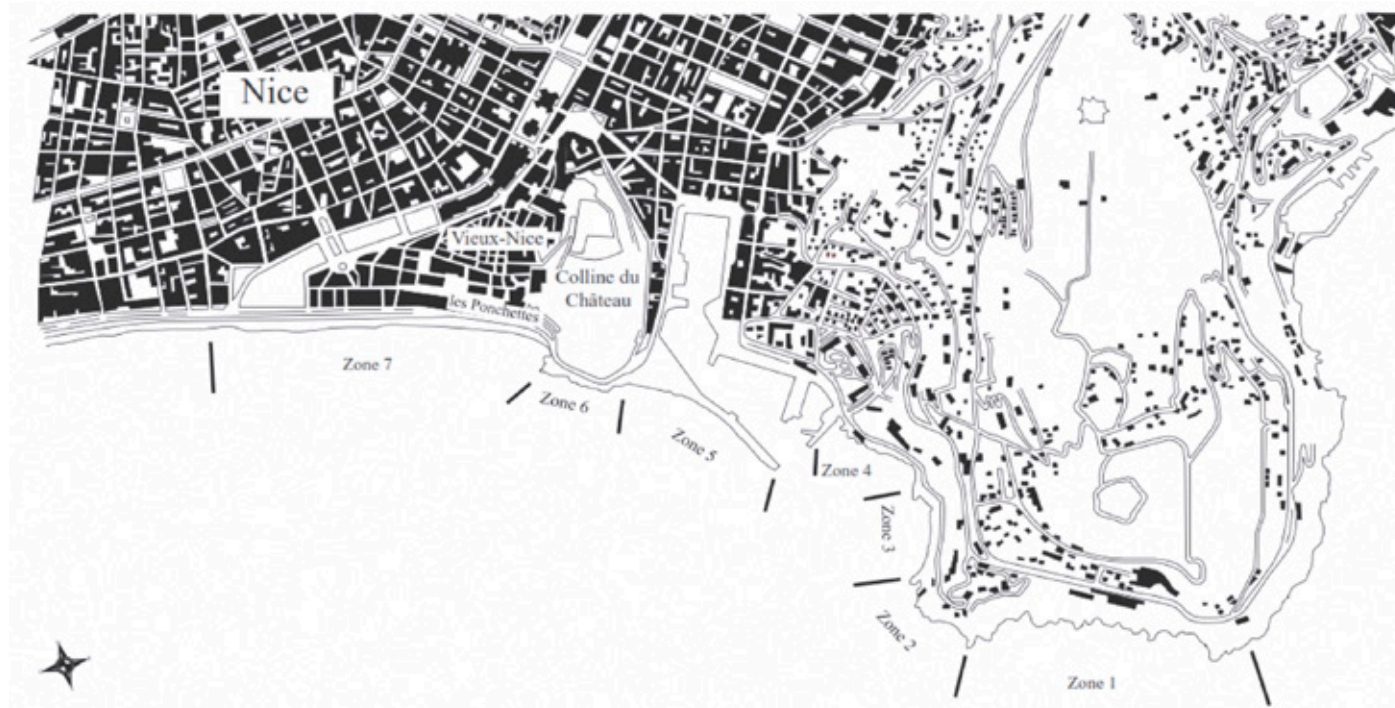 Nice
Vieux-Nice
Colline du
Château
les Ponchettes
Zone 7
Zone 6
Zone 5
Zone 4
Zone 3
Zone 2
Zone 1